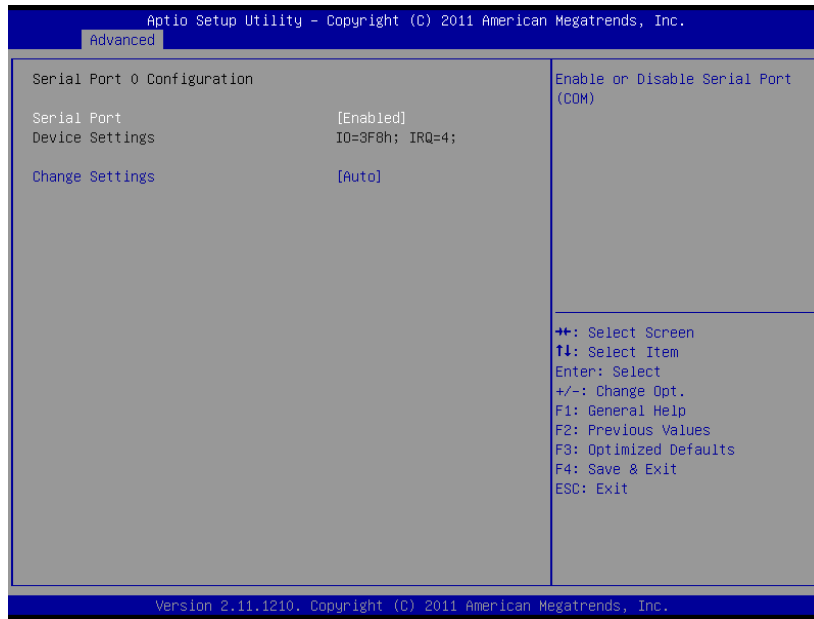 Aptio Setup Utility – Copyright (C) 2011 American Megatrends, Inc.
Advanced
Serial Port 0 Configuration
Serial Port [Enabled]
Device Settings IO=3F8h; IRQ=4;
Change Settings [Auto]
Enable or Disable Serial Port
(COM)
→←: Select Screen
↑↓: Select Item
Enter: Select
+/-: Change Opt.
F1: General Help
F2: Previous Values
F3: Optimized Defaults
F4: Save & Exit
ESC: Exit
Version 2.11.1210. Copyright (C) 2011 American Megatrends, Inc.